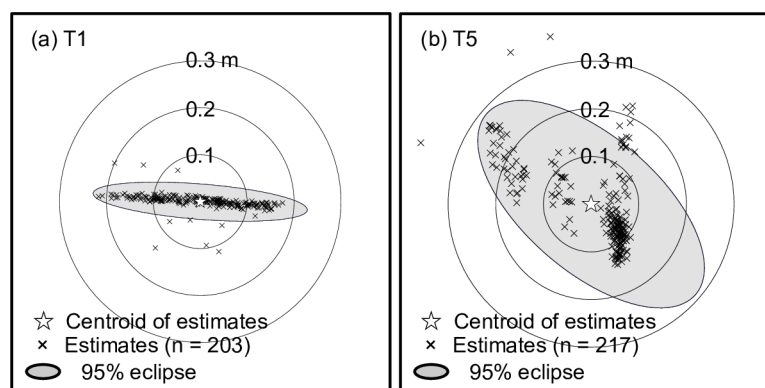 (a) T1
0.3 m
0.2
0.1
Centroid of estimates
Estimates (n = 203)
95% eclipse
(b) T5
0.3 m
0.2
0.1
Centroid of estimates
Estimates (n = 217)
95% eclipse